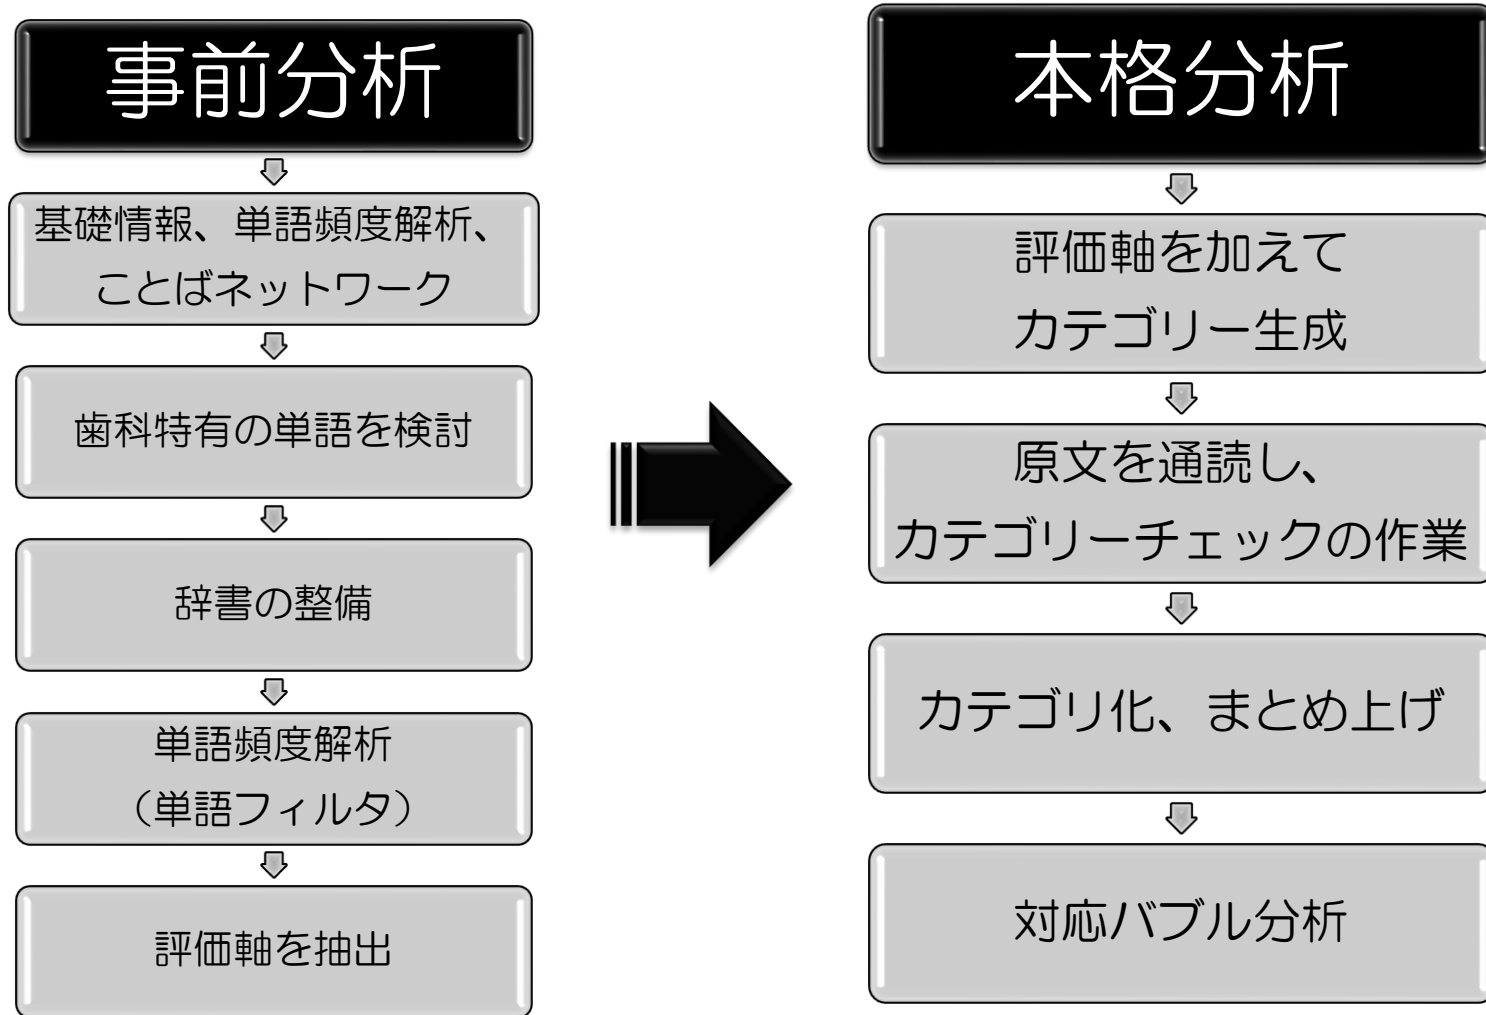 事前分析
基礎情報、単語頻度解析、
ことばネットワーク
歯科特有の単語を検討
辞書の整備
単語頻度解析
（単語フィルタ）
評価軸を抽出
本格分析
評価軸を加えて
カテゴリー生成
原文を通読し、
カテゴリーチェックの作業
カテゴリ化、まとめ上げ
対応バブル分析